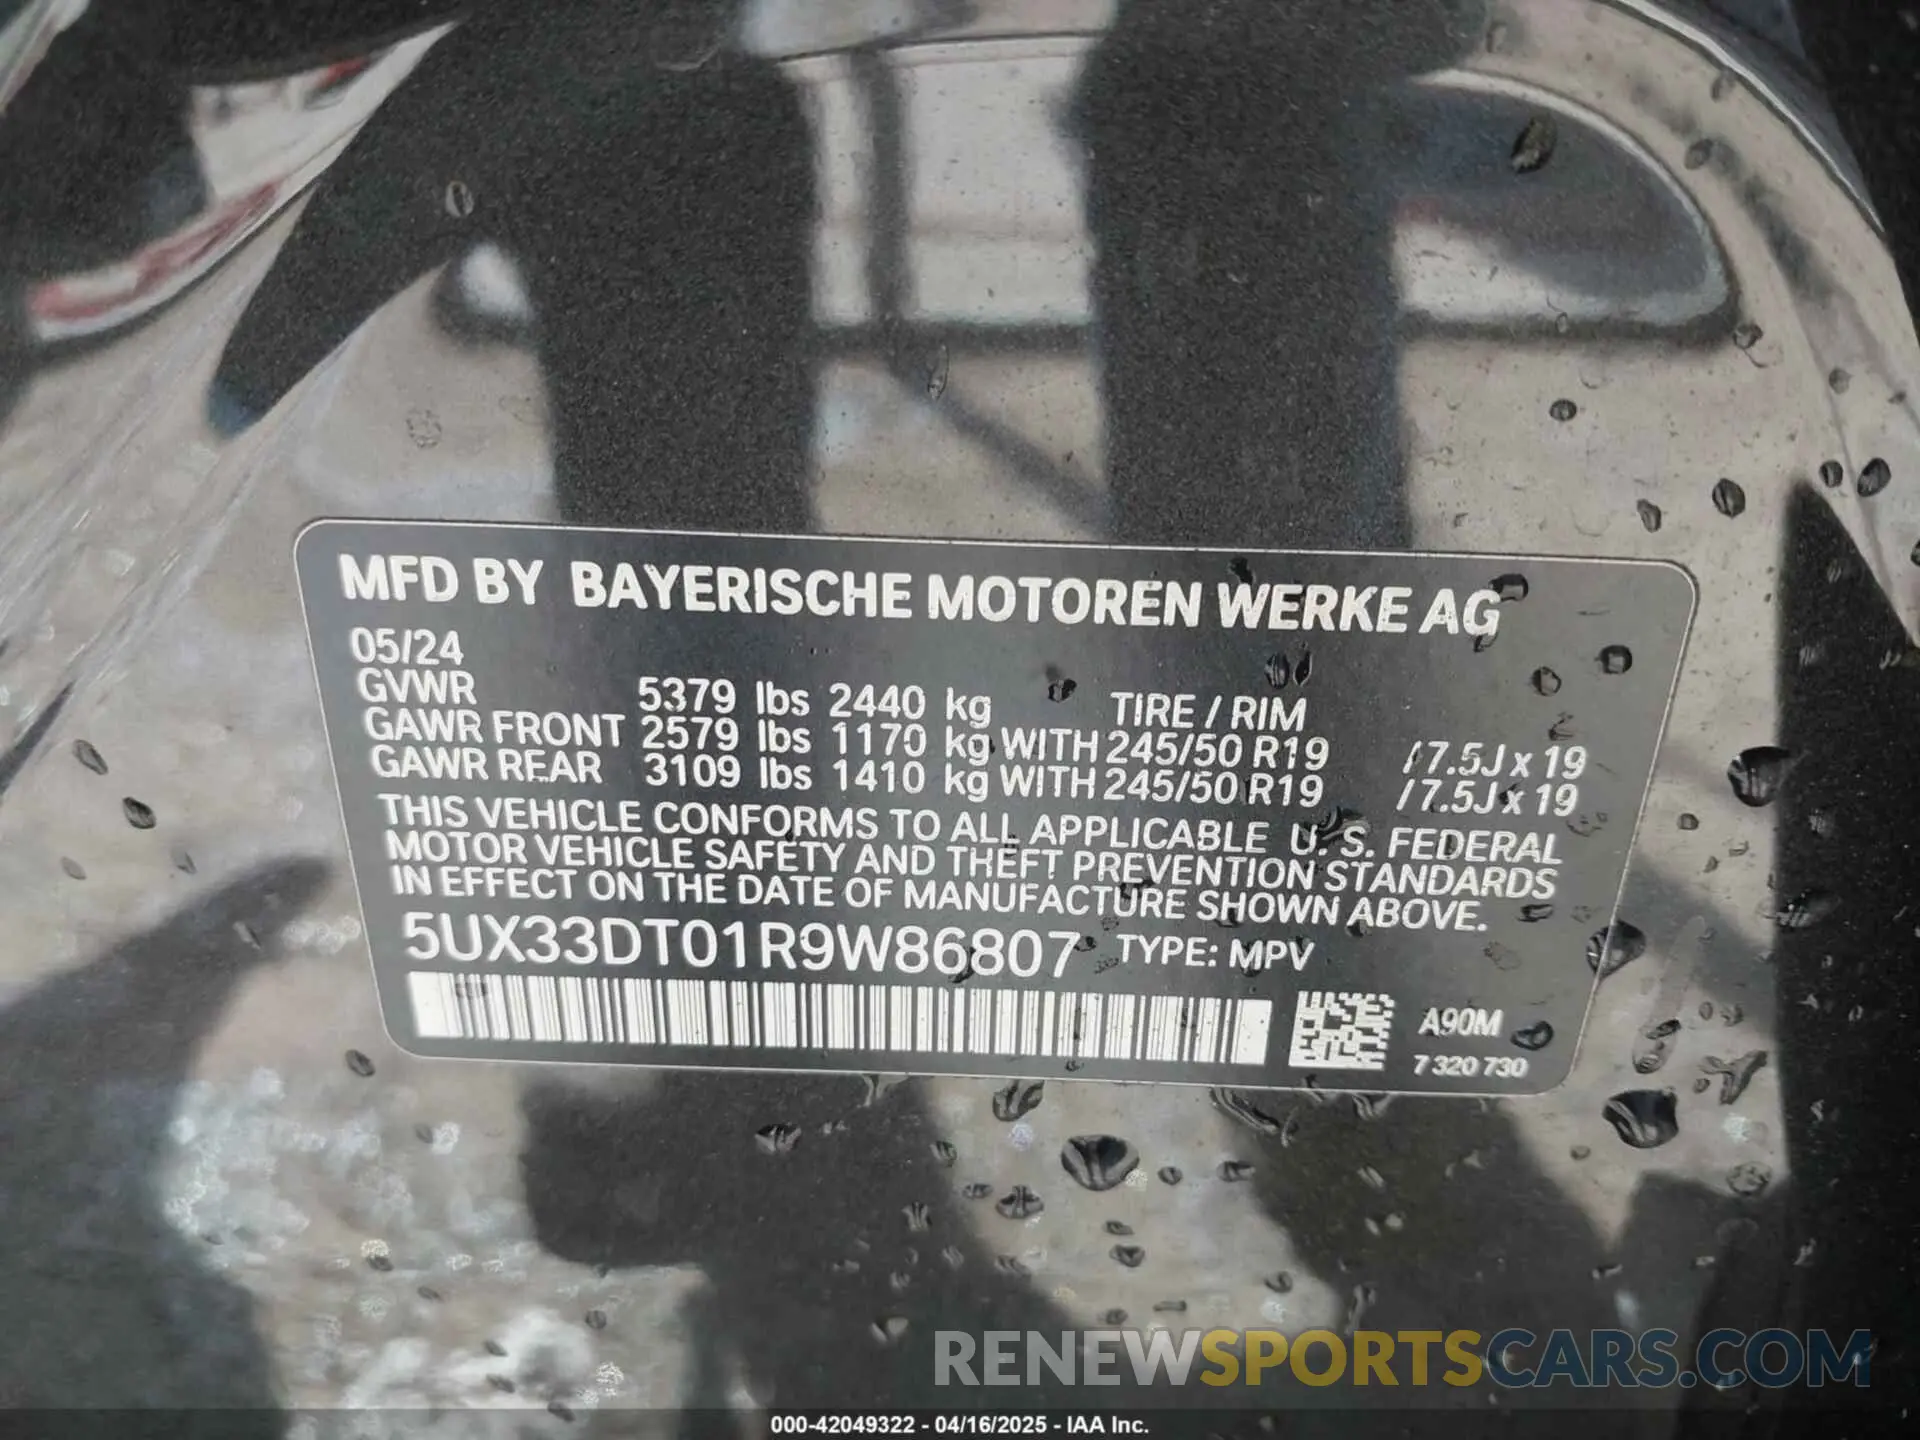 MFD BY BAYERISCHE MOTOREN WERKE AG
05/24
GVWR 5379 lbs 2440 kg TIRE / RIM
GAWR FRONT 2579 lbs 1170 kg WITH 245/50 R19 / 7.5J x 19
GAWR REAR 3109 lbs 1410 kg WITH 245/50 R19 / 7.5J x 19
THIS VEHICLE CONFORMS TO ALL APPLICABLE U. S. FEDERAL
MOTOR VEHICLE SAFETY AND THEFT PREVENTION STANDARDS
IN EFFECT ON THE DATE OF MANUFACTURE SHOWN ABOVE.
5UX33DT01R9W86807 TYPE: MPV
A90M
7 320 730
RENEWSPORTSCARS.COM
000-42049322 - 04/16/2025 - IAA Inc.